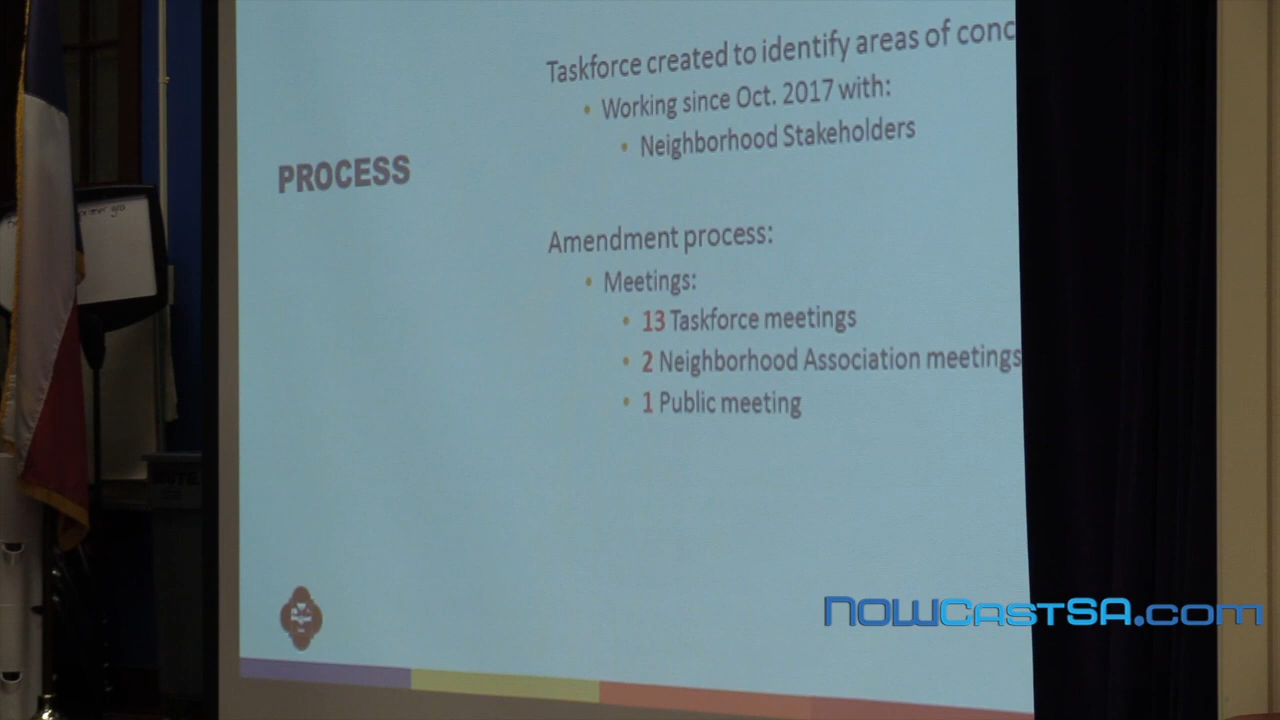 Taskforce created to identify areas of conc
• Working since Oct. 2017 with:
• Neighborhood Stakeholders
PROCESS
Amendment process:
• Meetings:
• 13 Taskforce meetings
• 2 Neighborhood Association meetings
• 1 Public meeting
NOWCastSA.com